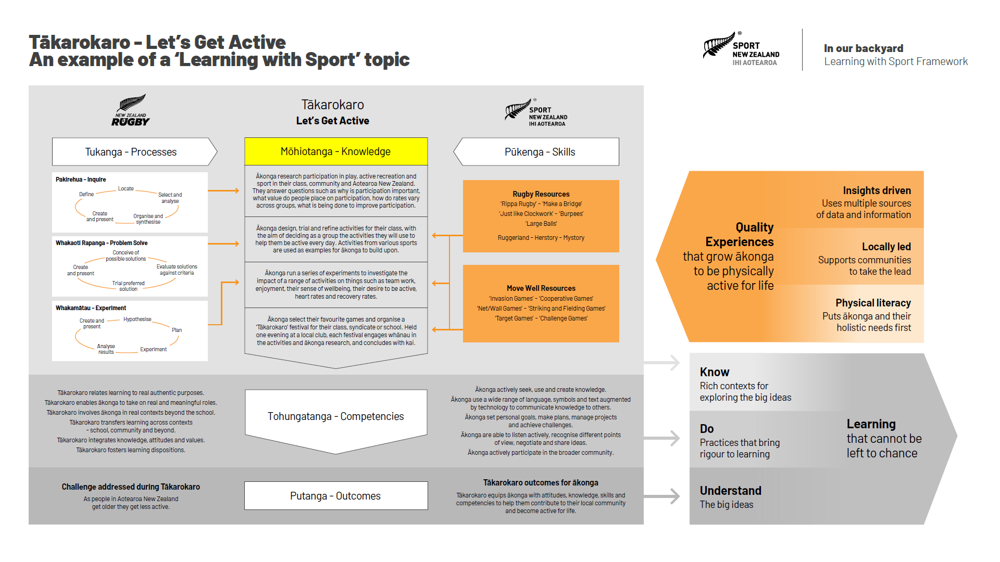 Tākarokaro - Let's Get Active
An example of a ‘Learning with Sport’ topic
SPORT
NEW ZEALAND
IHI AOTEAROA
In our backyard
Learning with Sport Framework
NEW ZEALAND
RUGBY
Tākarokaro
Let's Get Active
SPORT
NEW ZEALAND
IHI AOTEAROA
Tukanga - Processes
Mōhiotanga - Knowledge
Pūkenga - Skills
Pakirehua - Inquire
Locate
Define
Select and
analyse
Create
and present
Organise and
synthesise
Whakaoti Rapanga - Problem Solve
Conceive of
possible solutions
Create
and present
Evaluate solutions
against criteria
Trial preferred
solution
Whakamātau - Experiment
Create and
present
Hypothesise
Plan
Analyse
results
Experiment
Ākonga research participation in play, active recreation and
sport in their class, community and Aotearoa New Zealand.
They answer questions such as why is participation important,
what value do people place on participation, how do rates vary
across groups, what is being done to improve participation.
Ākonga design, trial and refine activities for their class, with
the aim of deciding as a group the activities they will use to
help them be active every day. Activities from various sports
are used as examples for ākonga to build upon.
Ākonga run a series of experiments to investigate the
impact of a range of activities on things such as team work,
enjoyment, their sense of wellbeing, their desire to be active,
heart rates and recovery rates.
Ākonga select their favourite games and organise a
‘Tākarokaro’ festival for their class, syndicate or school. Held
one evening at a local club, each festival engages whānau in
the activities and ākonga research, and concludes with kai.
Rugby Resources
‘Rippa Rugby’ - ‘Make a Bridge’
‘Just like Clockwork’ - ‘Burpees’
‘Large Balls’
Ruggerland - Herstory - Mystory
Move Well Resources
‘Invasion Games’ - ‘Cooperative Games’
‘Net/Wall Games’ - ‘Striking and Fielding Games’
‘Target Games’ - ‘Challenge Games’
Quality
Experiences
that grow ākonga
to be physically
active for life
Insights driven
Uses multiple sources
of data and information
Locally led
Supports communities
to take the lead
Physical literacy
Puts ākonga and their
holistic needs first
Tākarokaro relates learning to real authentic purposes.
Tākarokaro enables ākonga to take on real and meaningful roles.
Tākarokaro involves ākonga in real contexts beyond the school.
Tākarokaro transfers learning across contexts
- school, community and beyond.
Tākarokaro integrates knowledge, attitudes and values.
Tākarokaro fosters learning dispositions.
Tohungatanga - Competencies
Ākonga actively seek, use and create knowledge.
Ākonga use a wide range of language, symbols and text augmented
by technology to communicate knowledge to others.
Ākonga set personal goals, make plans, manage projects
and achieve challenges.
Ākonga are able to listen actively, recognise different points
of view, negotiate and share ideas.
Ākonga actively participate in the broader community.
Challenge addressed during Tākarokaro
As people in Aotearoa New Zealand
get older they get less active.
Putanga - Outcomes
Tākarokaro outcomes for ākonga
Tākarokaro equips ākonga with attitudes, knowledge, skills and
competencies to help them contribute to their local community
and become active for life.
Know
Rich contexts for
exploring the big ideas
Do
Practices that bring
rigour to learning
Understand
The big ideas
Learning
that cannot be
left to chance